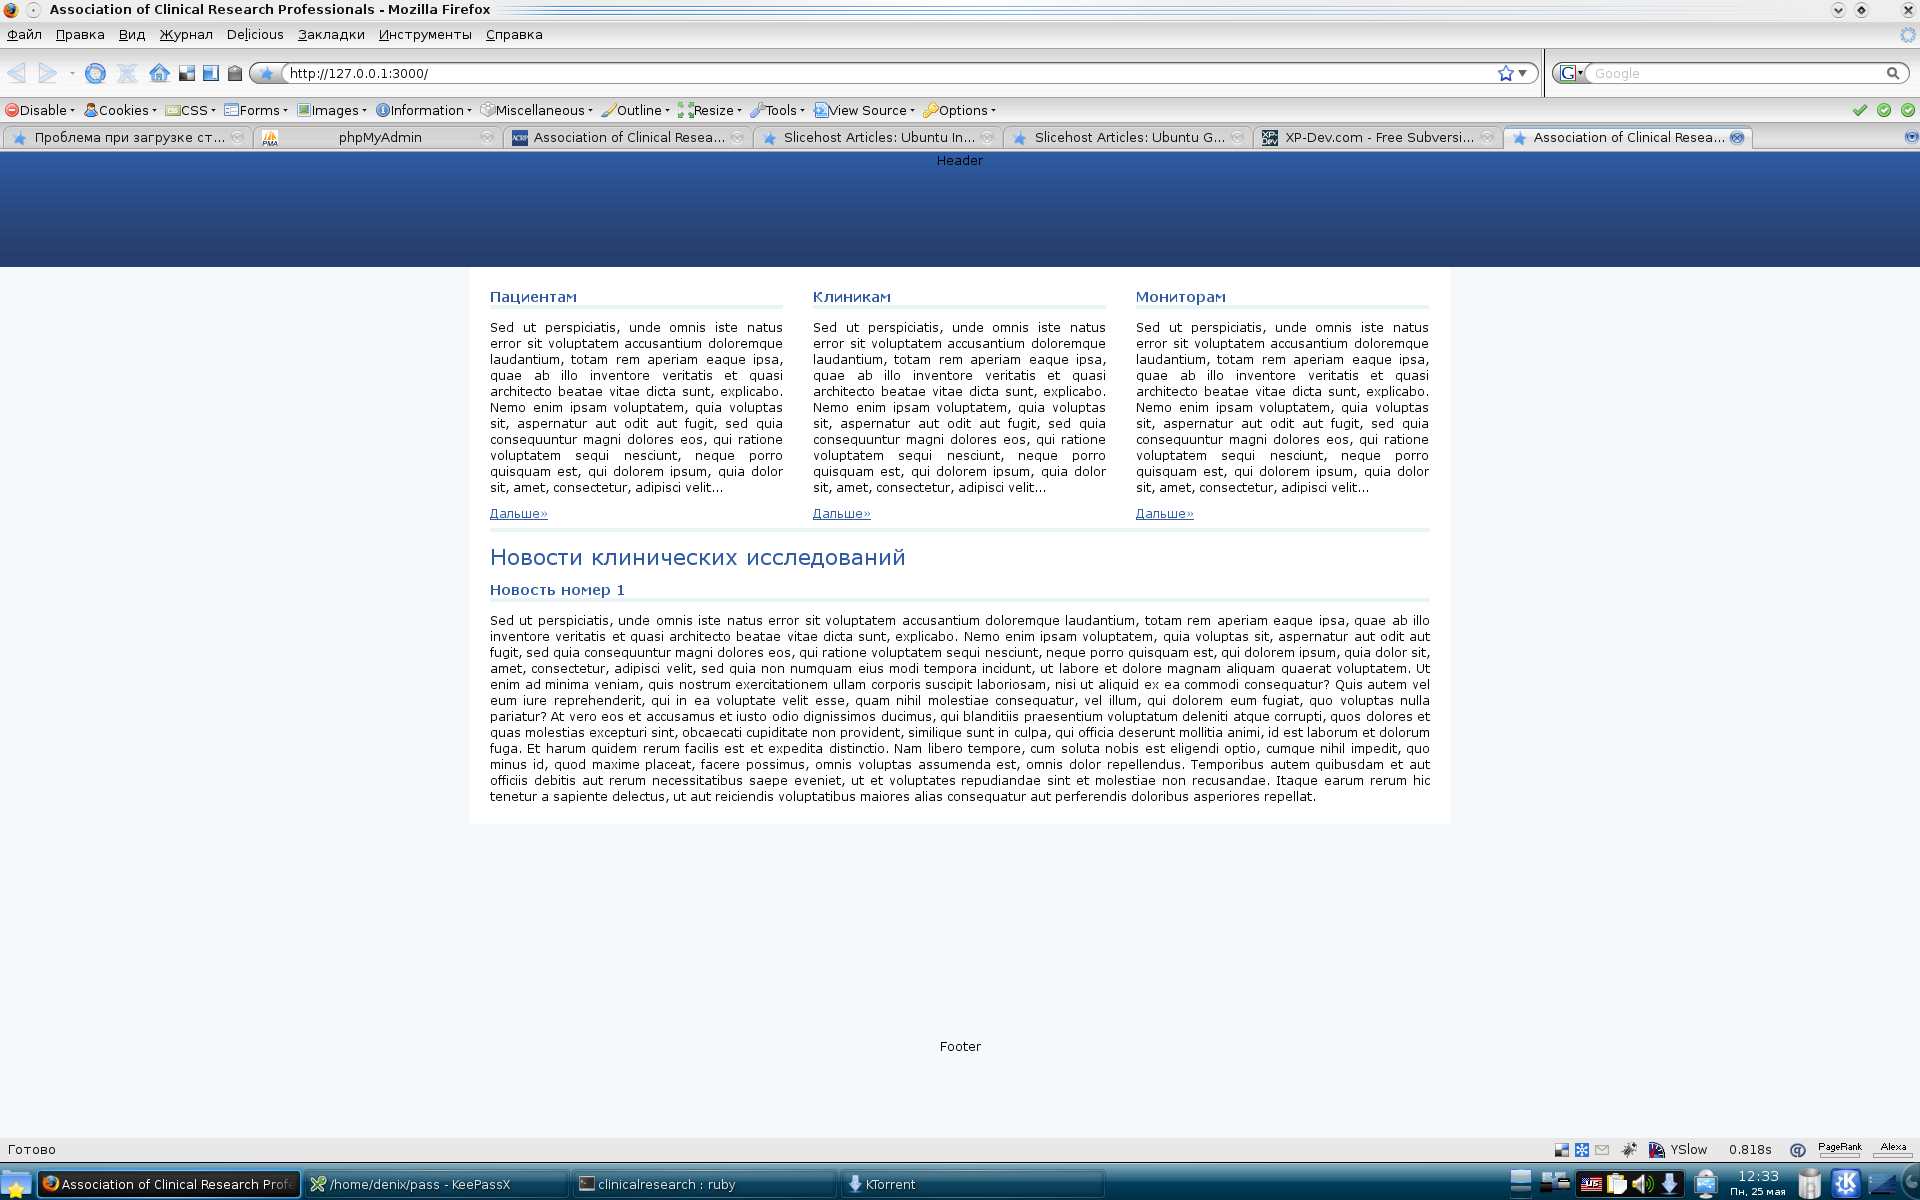 Association of Clinical Research Professionals - Mozilla Firefox
Файл Правка Вид Журнал Delicious Закладки Инструменты Справка
http://127.0.0.1:3000/
Google
Disable Cookies CSS Forms Images Information Miscellaneous Outline Resize Tools View Source Options
Проблема при загрузке ст... phpMyAdmin Association of Clinical Resea... Slicehost Articles: Ubuntu In... Slicehost Articles: Ubuntu G... XP-Dev.com - Free Subversi... Association of Clinical Resea...
Header
Пациентам
Sed ut perspiciatis, unde omnis iste natus
error sit voluptatem accusantium doloremque
laudantium, totam rem aperiam eaque ipsa,
quae ab illo inventore veritatis et quasi
architecto beatae vitae dicta sunt, explicabo.
Nemo enim ipsam voluptatem, quia voluptas
sit, aspernatur aut odit aut fugit, sed quia
consequuntur magni dolores eos, qui ratione
voluptatem sequi nesciunt, neque porro
quisquam est, qui dolorem ipsum, quia dolor
sit, amet, consectetur, adipisci velit...
Дальше»
Клиникам
Sed ut perspiciatis, unde omnis iste natus
error sit voluptatem accusantium doloremque
laudantium, totam rem aperiam eaque ipsa,
quae ab illo inventore veritatis et quasi
architecto beatae vitae dicta sunt, explicabo.
Nemo enim ipsam voluptatem, quia voluptas
sit, aspernatur aut odit aut fugit, sed quia
consequuntur magni dolores eos, qui ratione
voluptatem sequi nesciunt, neque porro
quisquam est, qui dolorem ipsum, quia dolor
sit, amet, consectetur, adipisci velit...
Дальше»
Мониторам
Sed ut perspiciatis, unde omnis iste natus
error sit voluptatem accusantium doloremque
laudantium, totam rem aperiam eaque ipsa,
quae ab illo inventore veritatis et quasi
architecto beatae vitae dicta sunt, explicabo.
Nemo enim ipsam voluptatem, quia voluptas
sit, aspernatur aut odit aut fugit, sed quia
consequuntur magni dolores eos, qui ratione
voluptatem sequi nesciunt, neque porro
quisquam est, qui dolorem ipsum, quia dolor
sit, amet, consectetur, adipisci velit...
Дальше»
Новости клинических исследований
Новость номер 1
Sed ut perspiciatis, unde omnis iste natus error sit voluptatem accusantium doloremque laudantium, totam rem aperiam eaque ipsa, quae ab illo
inventore veritatis et quasi architecto beatae vitae dicta sunt, explicabo. Nemo enim ipsam voluptatem, quia voluptas sit, aspernatur aut odit aut
fugit, sed quia consequuntur magni dolores eos, qui ratione voluptatem sequi nesciunt, neque porro quisquam est, qui dolorem ipsum, quia dolor sit,
amet, consectetur, adipisci velit, sed quia non numquam eius modi tempora incidunt, ut labore et dolore magnam aliquam quaerat voluptatem. Ut
enim ad minima veniam, quis nostrum exercitationem ullam corporis suscipit laboriosam, nisi ut aliquid ex ea commodi consequatur? Quis autem vel
eum iure reprehenderit, qui in ea voluptate velit esse, quam nihil molestiae consequatur, vel illum, qui dolorem eum fugiat, quo voluptas nulla
pariatur? At vero eos et accusamus et iusto odio dignissimos ducimus, qui blanditiis praesentium voluptatum deleniti atque corrupti, quos dolores et
quas molestias excepturi sint, obcaecati cupiditate non provident, similique sunt in culpa, qui officia deserunt mollitia animi, id est laborum et dolorum
fuga. Et harum quidem rerum facilis est et expedita distinctio. Nam libero tempore, cum soluta nobis est eligendi optio, cumque nihil impedit, quo
minus id, quod maxime placeat, facere possimus, omnis voluptas assumenda est, omnis dolor repellendus. Temporibus autem quibusdam et aut
officiis debitis aut rerum necessitatibus saepe eveniet, ut et voluptates repudiandae sint et molestiae non recusandae. Itaque earum rerum hic
tenetur a sapiente delectus, ut aut reiciendis voluptatibus maiores alias consequatur aut perferendis doloribus asperiores repellat.
Footer
Готово
YSlow 0.818s PageRank Alexa
Association of Clinical Research Profe /home/denix/pass - KeePassX clinicalresearch : ruby KTorrent
12:33
Пн, 25 мая